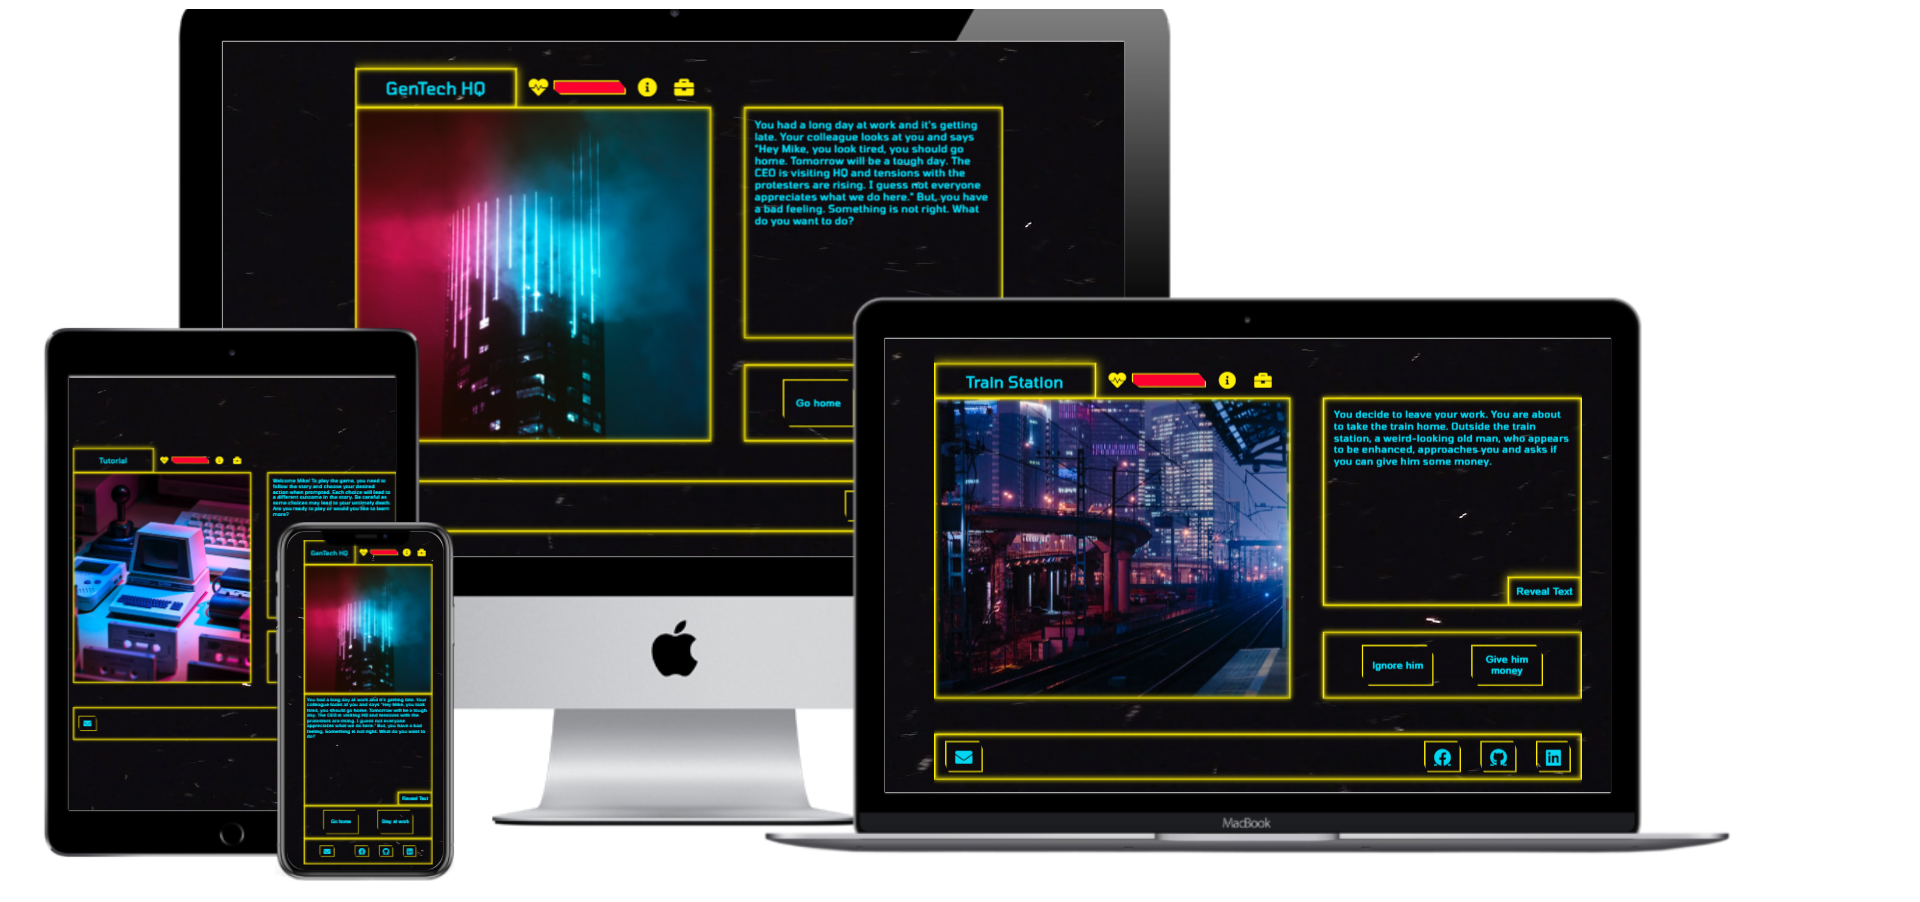 GenTech HQ
You had a long day at work and it's getting
late. Your colleague looks at you and says
"Hey Mike, you look tired, you should go
home. Tomorrow will be a tough day. The
CEO is visiting HQ and tensions with the
protesters are rising. I guess not everyone
appreciates what we do here." But, you have
a bad feeling. Something is not right. What
do you want to do?
Go home
Train Station
You decide to leave your work. You are about
to take the train home. Outside the train
station, a weird-looking old man, who appears
to be enhanced, approaches you and asks if
you can give him some money.
Reveal Text
Ignore him
Give him
money
MacBook
Tutorial
Welcome Mike! To play the game, you need to
follow the story and choose your desired
action when prompted. Each choice will lead to
a different outcome in the story. Be careful as
some choices may lead to your untimely death.
Are you ready to play or would you like to learn
more?
GenTech HQ
You had a long day at work and it's getting late. Your
colleague looks at you and says "Hey Mike, you look
tired, you should go home. Tomorrow will be a tough
day. The CEO is visiting HQ and tensions with the
protesters are rising. I guess not everyone
appreciates what we do here." But, you have a bad
feeling. Something is not right. What do you want to
do?
Reveal Text
Go home
Stay at work